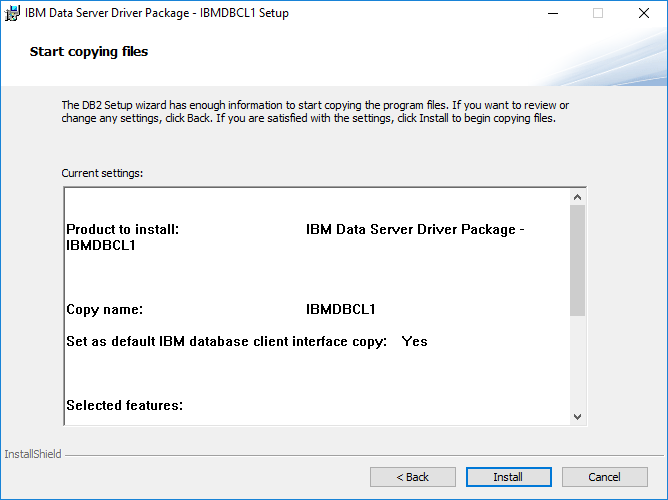 IBM Data Server Driver Package - IBMDBCL1 Setup
Start copying files
The DB2 Setup wizard has enough information to start copying the program files. If you want to review or
change any settings, click Back. If you are satisfied with the settings, click Install to begin copying files.
Current settings:
Product to install: IBM Data Server Driver Package -
IBMDBCL1
Copy name: IBMDBCL1
Set as default IBM database client interface copy: Yes
Selected features:
InstallShield
< Back Install Cancel